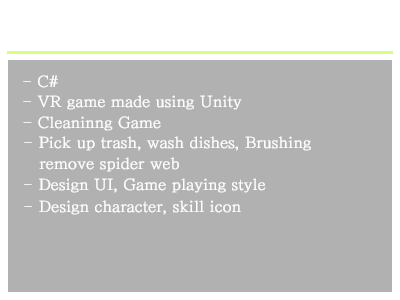 - C#
- VR game made using Unity
- Cleaninng Game
- Pick up trash, wash dishes, Brushing
remove spider web
- Design UI, Game playing style
- Design character, skill icon